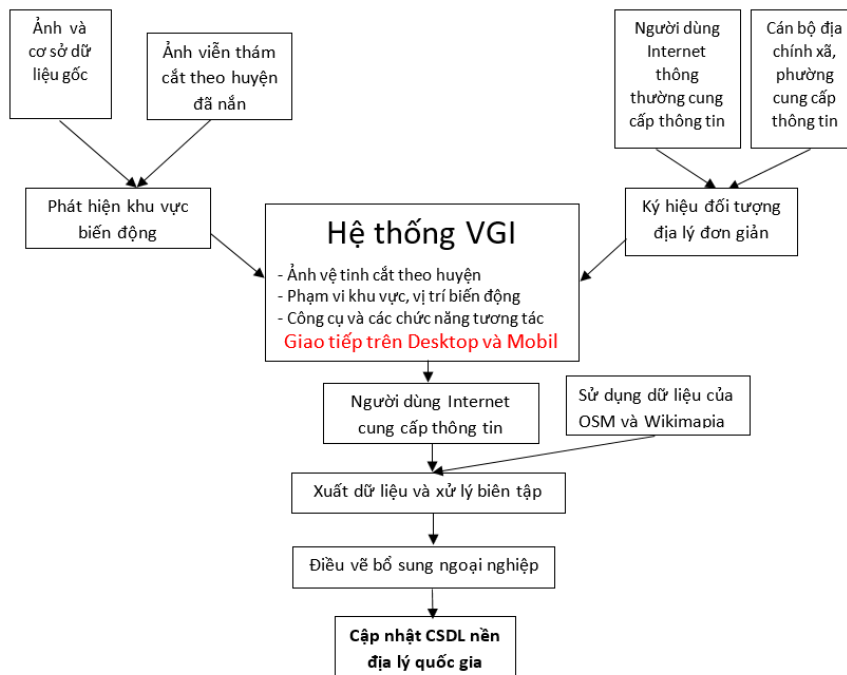 Ảnh và
cơ sở dữ
liệu gốc
Ảnh viễn thám
cắt theo huyện
đã nắn
Người dùng
Internet
thông
thường cung
cấp thông tin
Cán bộ địa
chính xã,
phường
cung cấp
thông tin
Phát hiện khu vực
biến động
Ký hiệu đối tượng
địa lý đơn giản
Hệ thống VGI
- Ảnh vệ tinh cắt theo huyện
- Phạm vi khu vực, vị trí biến động
- Công cụ và các chức năng tương tác
Giao tiếp trên Desktop và Mobil
Người dùng Internet
cung cấp thông tin
Sử dụng dữ liệu của
OSM và Wikimapia
Xuất dữ liệu và xử lý biên tập
Điều vẽ bổ sung ngoại nghiệp
Cập nhật CSDL nền
địa lý quốc gia